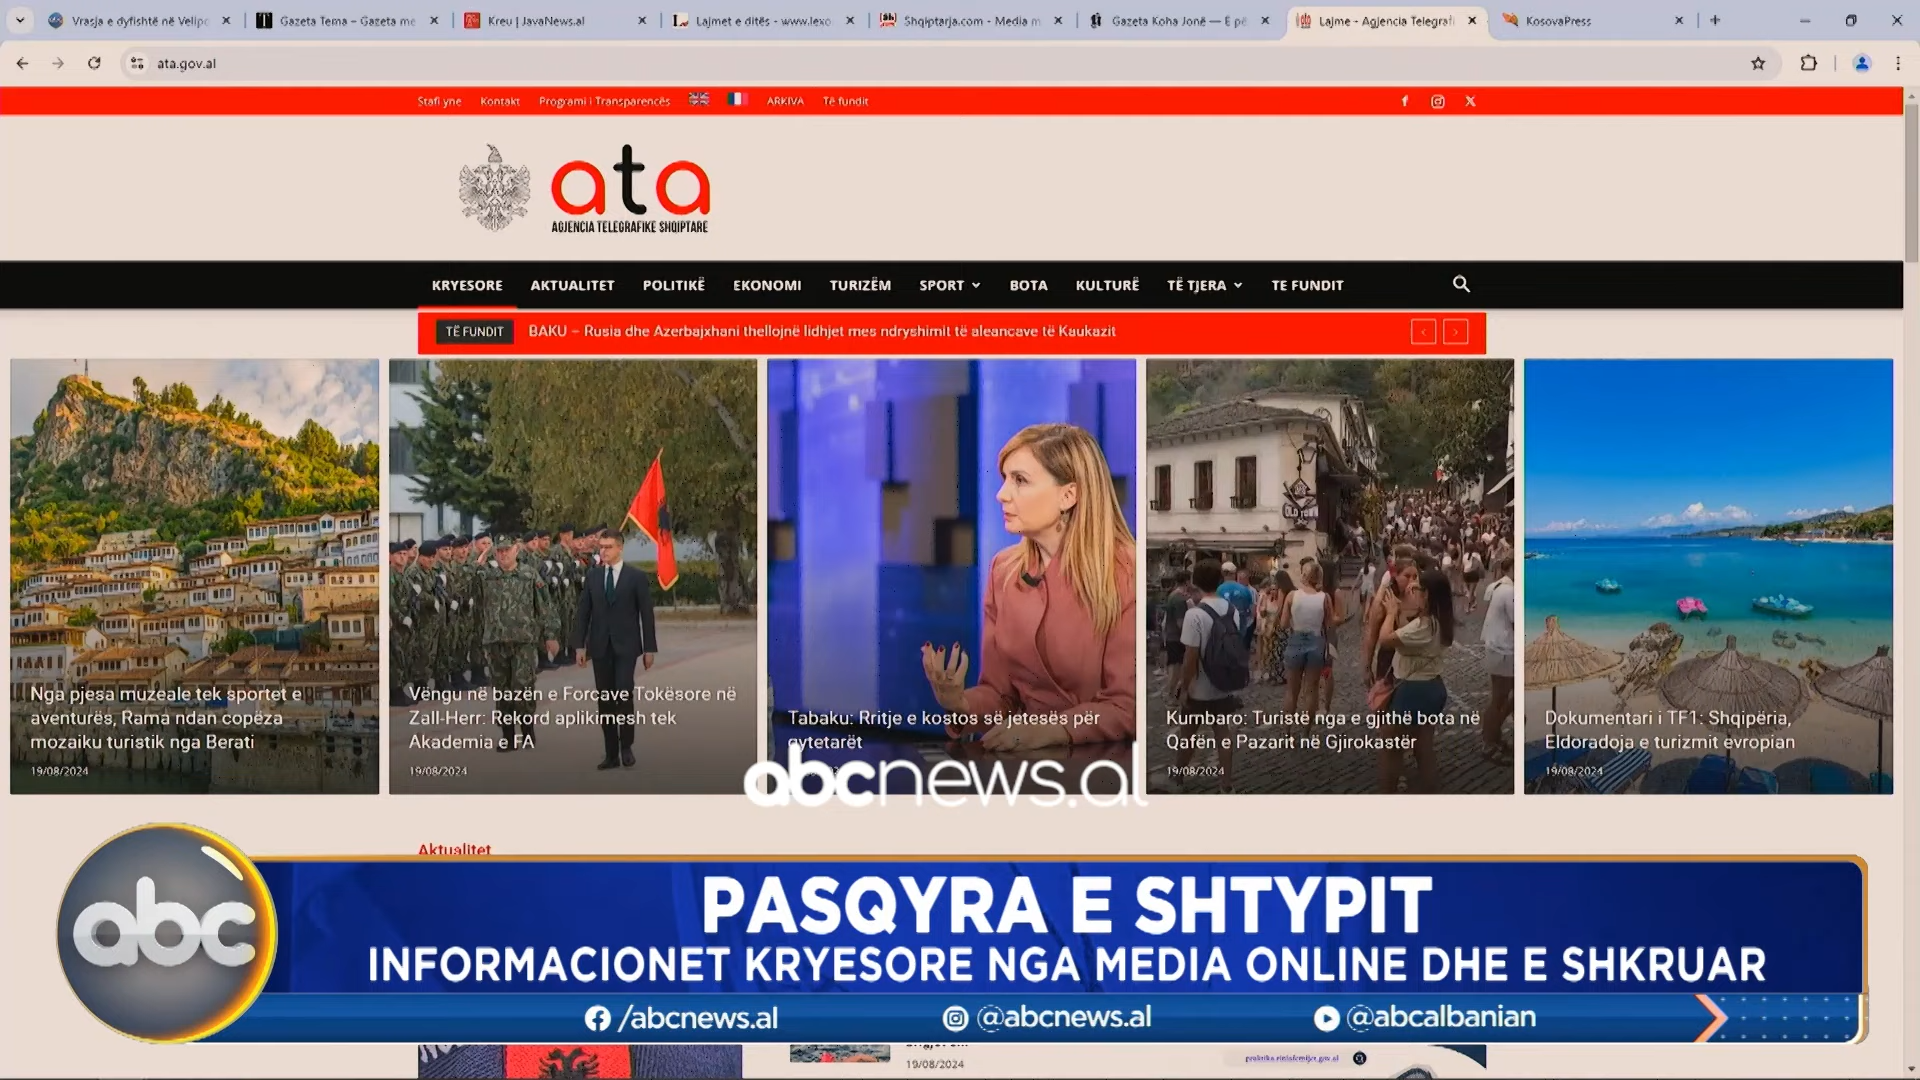 Vrasja e dyfishtë në Velipo
Gazeta Tema – Gazeta me
Kreu | JavaNews.al
Lajmet e ditës - www.lexo
Shqiptarja.com - Media m
Gazeta Koha Jonë — E pë
Lajme - Agjencia Telegrafi
KosovaPress
ata.gov.al
Stafi yne
Kontakt
Programi i Transparencës
ARKIVA
Të fundit
ata
AGJENCIA TELEGRAFIKE SHQIPTARE
KRYESORE
AKTUALITET
POLITIKË
EKONOMI
TURIZËM
SPORT
BOTA
KULTURË
TË TJERA
TE FUNDIT
TË FUNDIT
BAKU – Rusia dhe Azerbajxhani thellojnë lidhjet mes ndryshimit të aleancave të Kaukazit
OLD TOWN
Nga pjesa muzeale tek sportet e
aventurës, Rama ndan copëza
mozaiku turistik nga Berati
19/08/2024
Vëngu në bazën e Forcave Tokësore në
Zall-Herr: Rekord aplikimesh tek
Akademia e FA
19/08/2024
Tabaku: Rritje e kostos së jetesës për
qytetarët
Kumbaro: Turistë nga e gjithë bota në
Qafën e Pazarit në Gjirokastër
19/08/2024
Dokumentari i TF1: Shqipëria,
Eldoradoja e turizmit evropian
19/08/2024
abcnews.al
Aktualitet
abc
PASQYRA E SHTYPIT
INFORMACIONET KRYESORE NGA MEDIA ONLINE DHE E SHKRUAR
/abcnews.al
@abcnews.al
@abcalbanian
19/08/2024